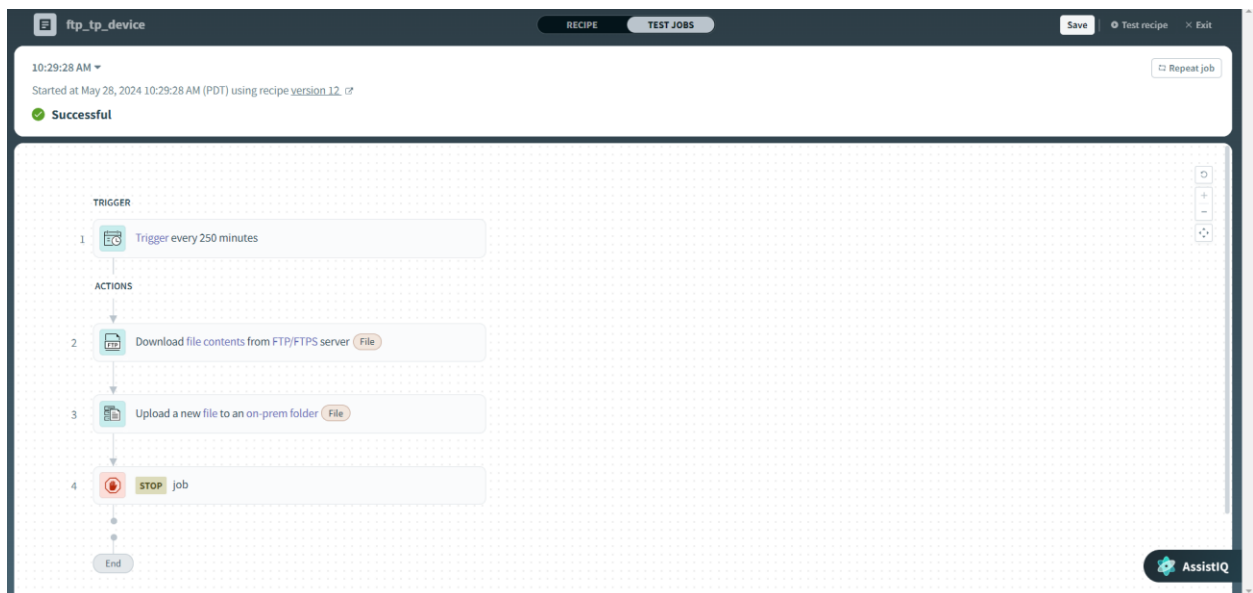 ftp_tp_device
RECIPE
TEST JOBS
Save
Test recipe
Exit
10:29:28 AM
Repeat job
Started at May 28, 2024 10:29:28 AM (PDT) using recipe version 12
Successful
TRIGGER
1 Trigger every 250 minutes
ACTIONS
2 FTP Download file contents from FTP/FTPS server File
3 Upload a new file to an on-prem folder File
4 STOP job
End
AssistIQ